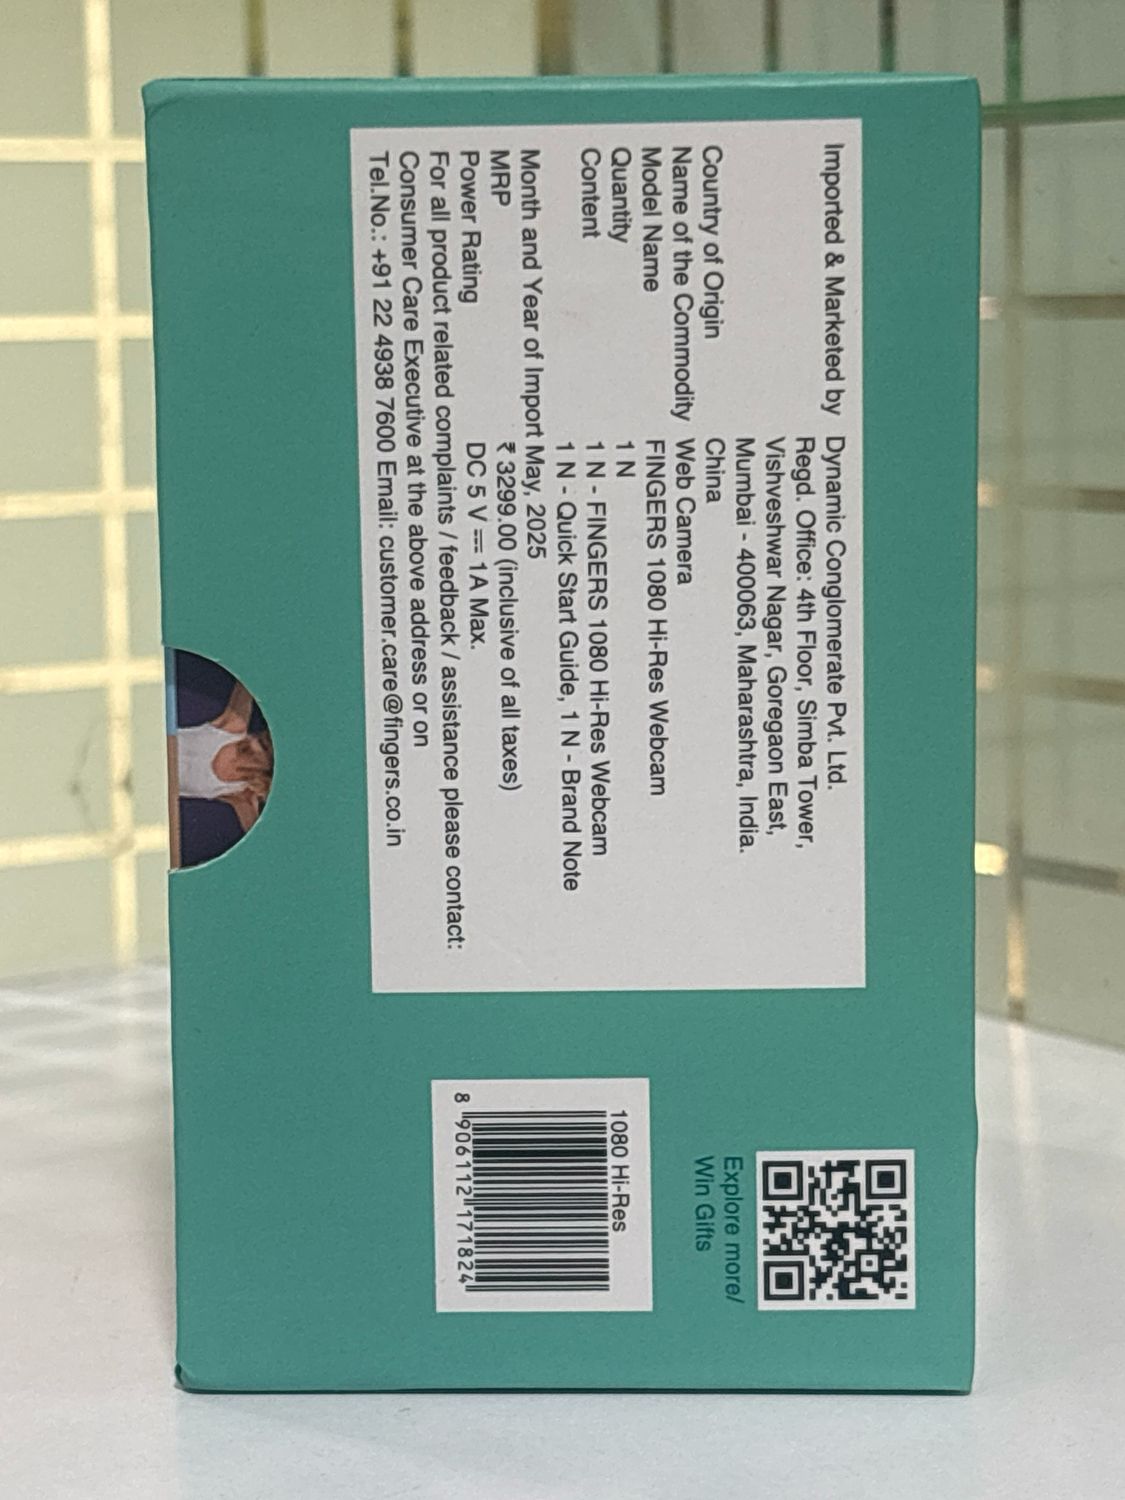 Imported & Marketed by Dynamic Conglomerate Pvt. Ltd.
Regd. Office: 4th Floor, Simba Tower,
Vishveshwar Nagar, Goregaon East,
Mumbai - 400063, Maharashtra, India.
Country of Origin China
Name of the Commodity Web Camera
Model Name FINGERS 1080 Hi-Res Webcam
Quantity 1 N
Content 1 N - FINGERS 1080 Hi-Res Webcam
1 N - Quick Start Guide, 1 N - Brand Note
Month and Year of Import May, 2025
MRP ₹ 3299.00 (inclusive of all taxes)
Power Rating DC 5 V ⎓ 1A Max.
For all product related complaints / feedback / assistance please contact:
Consumer Care Executive at the above address or on
Tel.No.: +91 22 4938 7600 Email: customer.care@fingers.co.in
Explore more/
Win Gifts
1080 Hi-Res
8 906112 171824